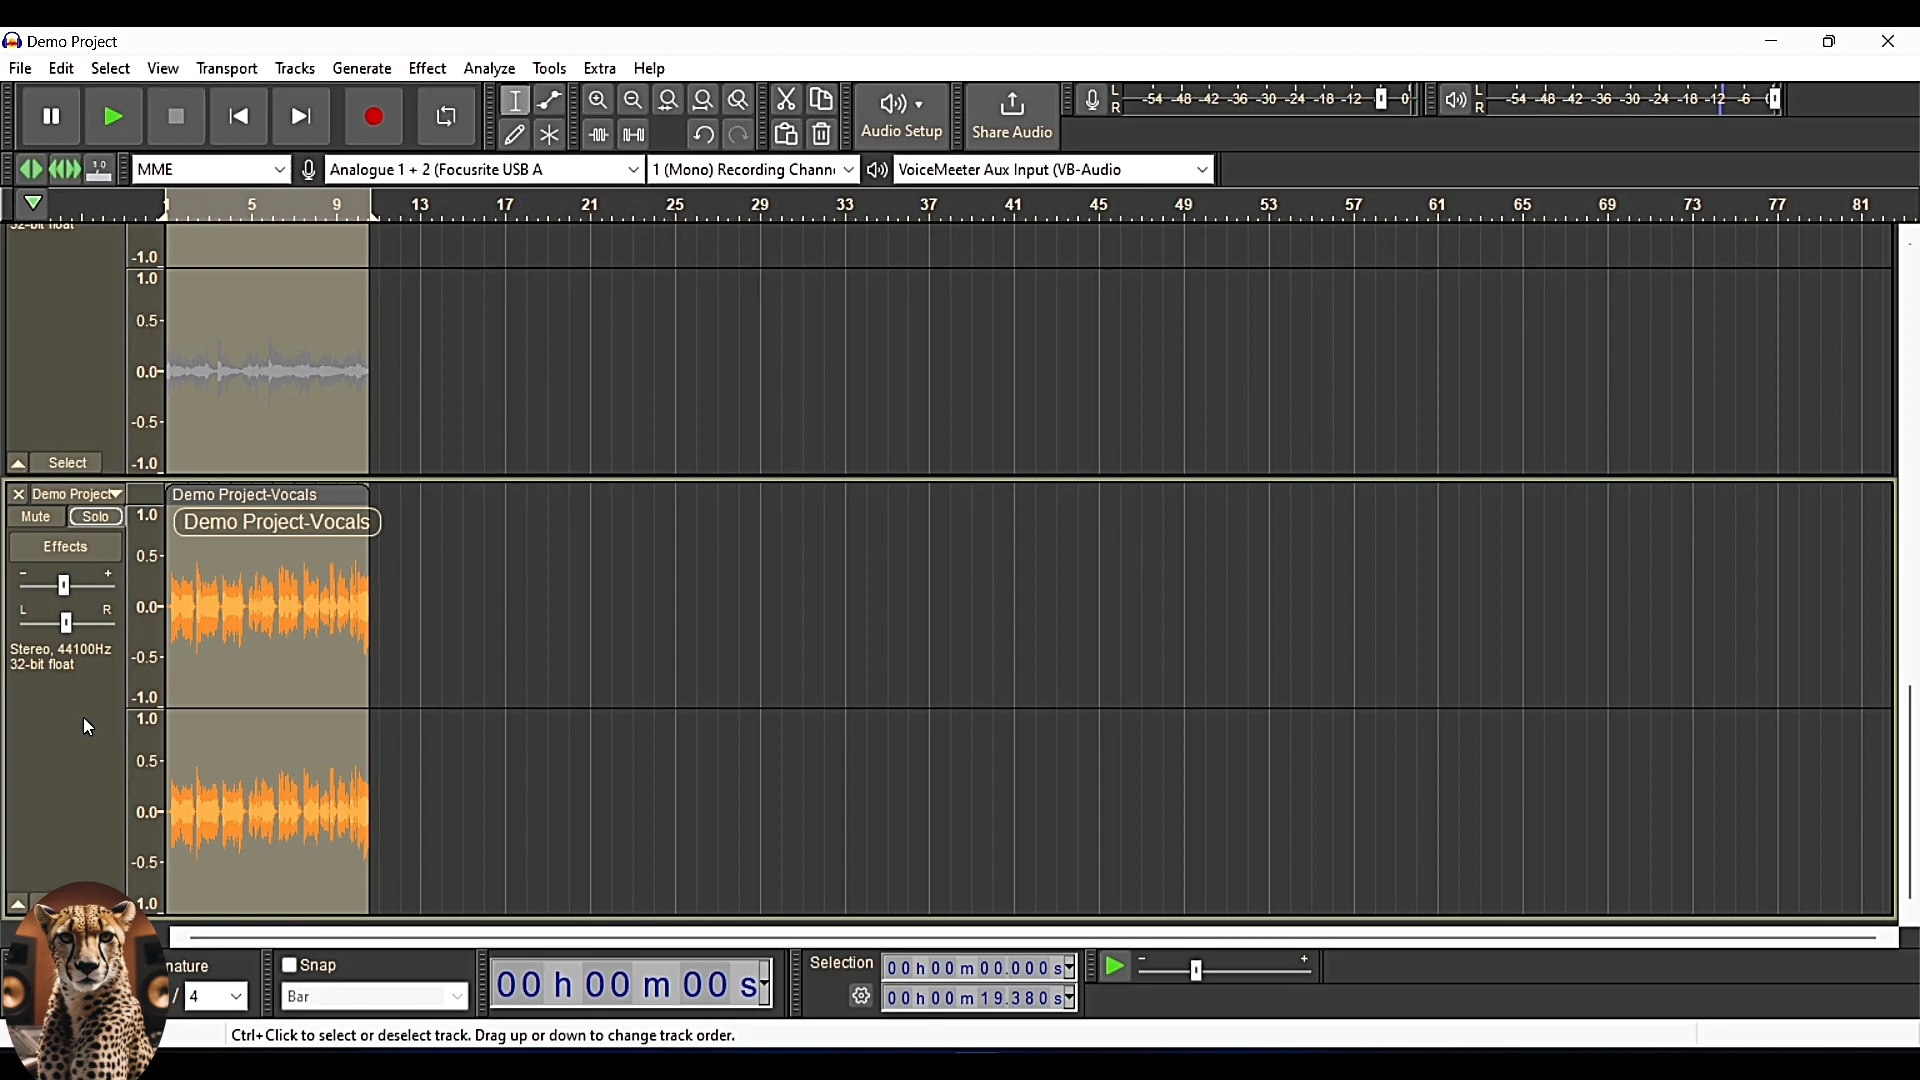 Demo Project
File Edit Select View Transport Tracks Generate Effect Analyze Tools Extra Help
Audio Setup
Share Audio
L -54 -48 -42 -36 -30 -24 -18 -12 0
R
L -54 -48 -42 -36 -30 -24 -18 -12 -6
R
1.0
MME
Analogue 1 + 2 (Focusrite USB A
1 (Mono) Recording Chann
VoiceMeeter Aux Input (VB-Audio
1 5 9 13 17 21 25 29 33 37 41 45 49 53 57 61 65 69 73 77 81
32-bit float
-1.0
1.0
0.5-
0.0-
-0.5-
-1.0
Select
Demo Project
Demo Project-Vocals
Mute Solo
Demo Project-Vocals
Effects
- +
L R
Stereo, 44100Hz
32-bit float
1.0
0.5-
0.0-
-0.5-
-1.0
1.0
0.5-
0.0-
-0.5-
1.0
nature
/ 4
Snap
Bar
00 h 00 m 00 s
Selection
00 h 00 m 00.000 s
00 h 00 m 19.380 s
- +
Ctrl+Click to select or deselect track. Drag up or down to change track order.